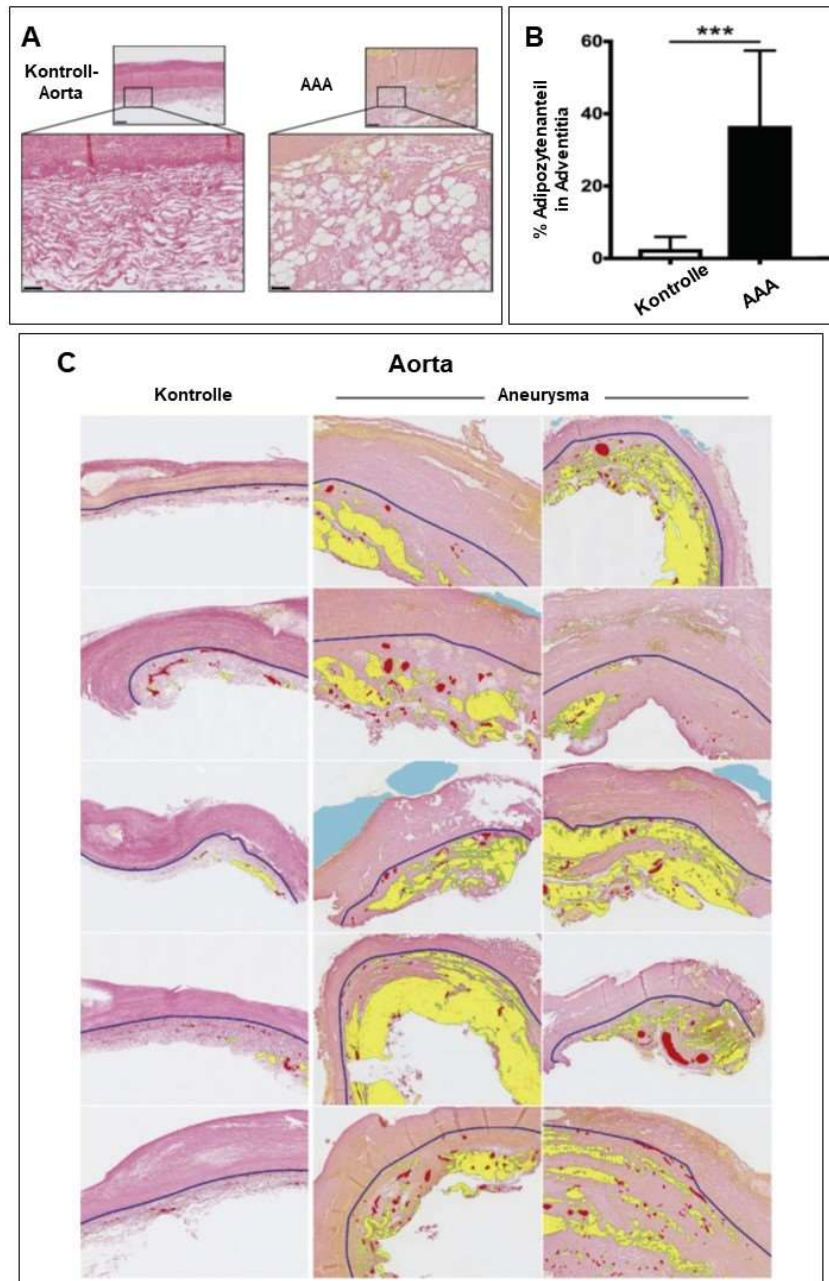 A
Kontroll-
Aorta
AAA
B
***
60
40
20
0
% Adipozytenanteil
in Adventitia
Kontrolle
AAA
C
Aorta
Kontrolle
Aneurysma